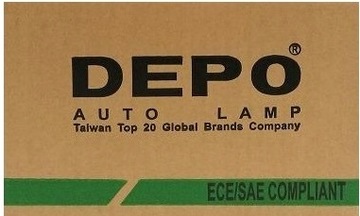 DEPO®
AUTO LAMP
Taiwan Top 20 Global Brands Company
ECE/SAE COMPLIANT